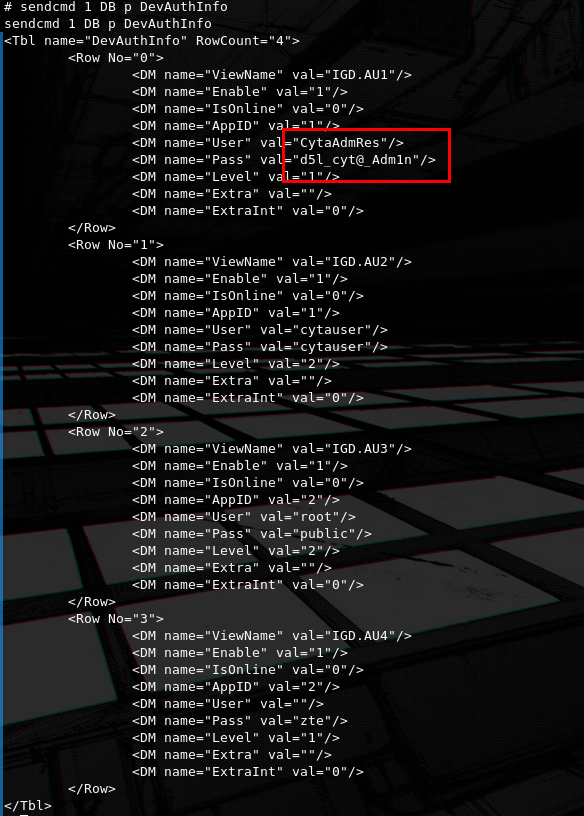 # sendcmd 1 DB p DevAuthInfo
sendcmd 1 DB p DevAuthInfo
<Tbl name="DevAuthInfo" RowCount="4">
<Row No="0">
<DM name="ViewName" val="IGD.AU1"/>
<DM name="Enable" val="1"/>
<DM name="IsOnline" val="0"/>
<DM name="AppID" val="1"/>
<DM name="User" val="CytaAdmRes"/>
<DM name="Pass" val="d5l_cyt@_Adm1n"/>
<DM name="Level" val="1"/>
<DM name="Extra" val=""/>
<DM name="ExtraInt" val="0"/>
</Row>
<Row No="1">
<DM name="ViewName" val="IGD.AU2"/>
<DM name="Enable" val="1"/>
<DM name="IsOnline" val="0"/>
<DM name="AppID" val="1"/>
<DM name="User" val="cytauser"/>
<DM name="Pass" val="cytauser"/>
<DM name="Level" val="2"/>
<DM name="Extra" val=""/>
<DM name="ExtraInt" val="0"/>
</Row>
<Row No="2">
<DM name="ViewName" val="IGD.AU3"/>
<DM name="Enable" val="1"/>
<DM name="IsOnline" val="0"/>
<DM name="AppID" val="2"/>
<DM name="User" val="root"/>
<DM name="Pass" val="public"/>
<DM name="Level" val="2"/>
<DM name="Extra" val=""/>
<DM name="ExtraInt" val="0"/>
</Row>
<Row No="3">
<DM name="ViewName" val="IGD.AU4"/>
<DM name="Enable" val="1"/>
<DM name="IsOnline" val="0"/>
<DM name="AppID" val="2"/>
<DM name="User" val=""/>
<DM name="Pass" val="zte"/>
<DM name="Level" val="1"/>
<DM name="Extra" val=""/>
<DM name="ExtraInt" val="0"/>
</Row>
</Tbl>